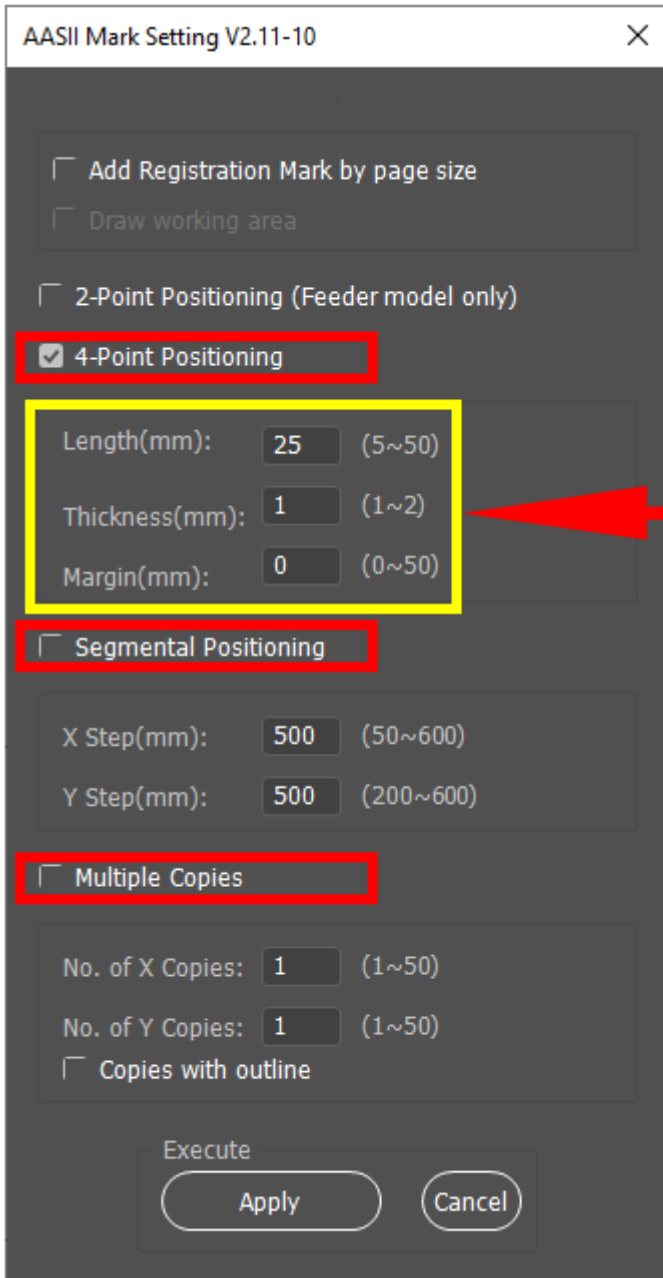 AASII Mark Setting V2.11-10
Add Registration Mark by page size
Draw working area
2-Point Positioning (Feeder model only)
4-Point Positioning
Length(mm): 25 (5~50)
Thickness(mm): 1 (1~2)
Margin(mm): 0 (0~50)
Segmental Positioning
X Step(mm): 500 (50~600)
Y Step(mm): 500 (200~600)
Multiple Copies
No. of X Copies: 1 (1~50)
No. of Y Copies: 1 (1~50)
Copies with outline
Execute
Apply Cancel